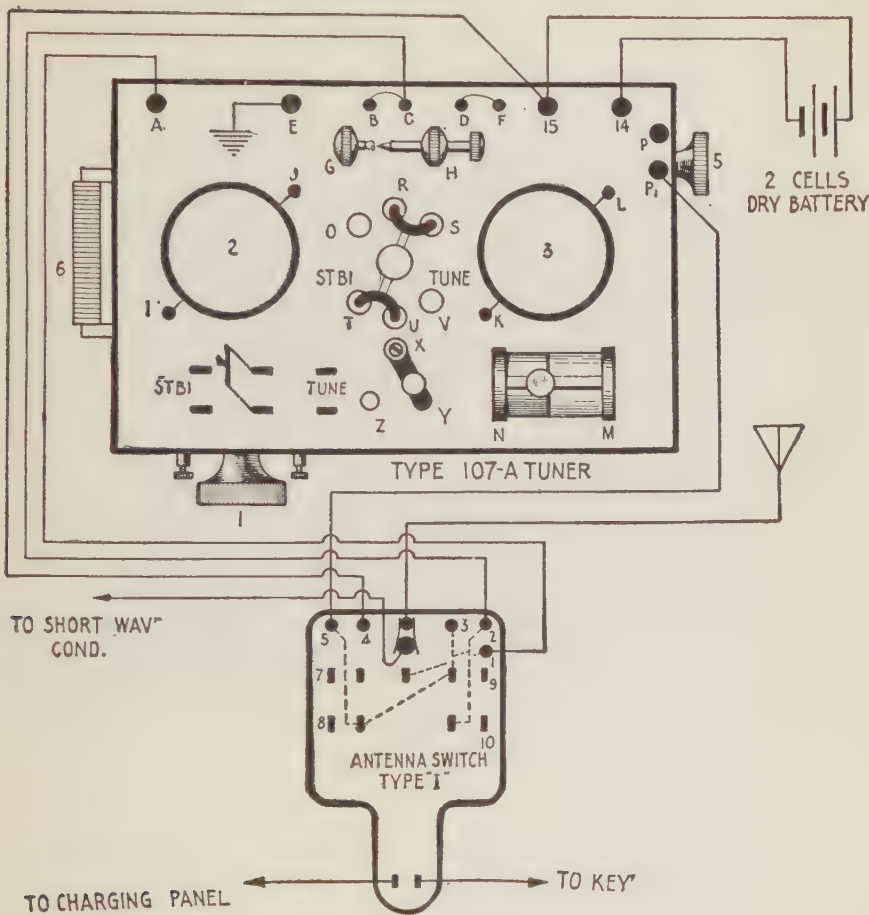 A. E B C D F 15 14
P
G H 5
J R P1
L 2 CELLS
DRY BATTERY
O S
6 2 3
STBI TUNE
I T U V K
X
STBI TUNE
Z Y N M
TYPE 107-A TUNER
1
TO SHORT WAV"
COND.
5 4 3 2
1
7 9
8 10
ANTENNA SWITCH
TYPE "I"
TO CHARGING PANEL
TO KEY